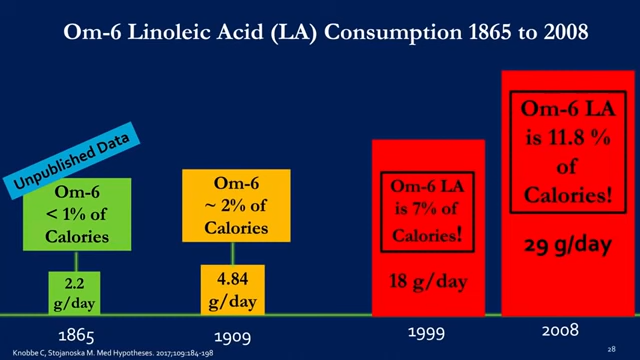 Om-6 Linoleic Acid (LA) Consumption 1865 to 2008
Unpublished Data
Om-6
< 1% of
Calories
2.2
g/day
1865
Om-6
~ 2% of
Calories
4.84
g/day
1909
Om-6 LA
is 7% of
Calories!
18 g/day
1999
Om-6 LA
is 11.8 %
of
Calories!
29 g/day
2008
Knobbe C, Stojanoska M. Med Hypotheses. 2017;109:184-198
28